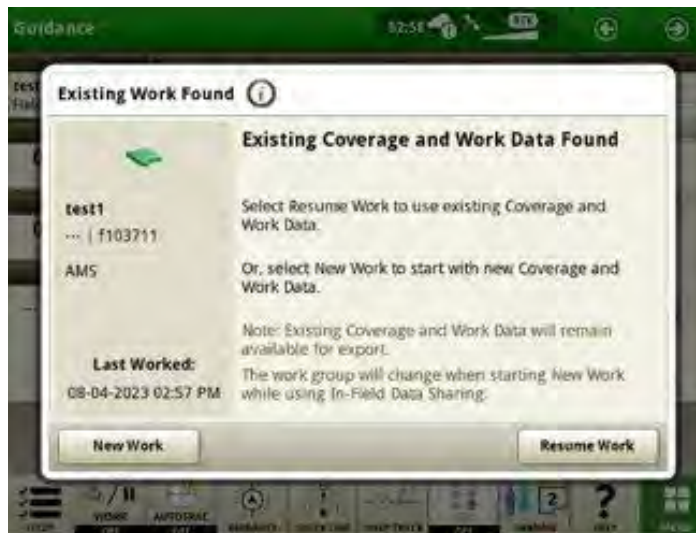 Guidance
Existing Work Found
Existing Coverage and Work Data Found
test1
--- | f103711
AMS
Select Resume Work to use existing Coverage and
Work Data.
Or, select New Work to start with new Coverage and
Work Data.
Note: Existing Coverage and Work Data will remain
available for export.
The work group will change when starting New Work
while using In-Field Data Sharing.
Last Worked:
08-04-2023 02:57 PM
New Work
Resume Work
WORK
AUTOTRAC
2
?
MENU